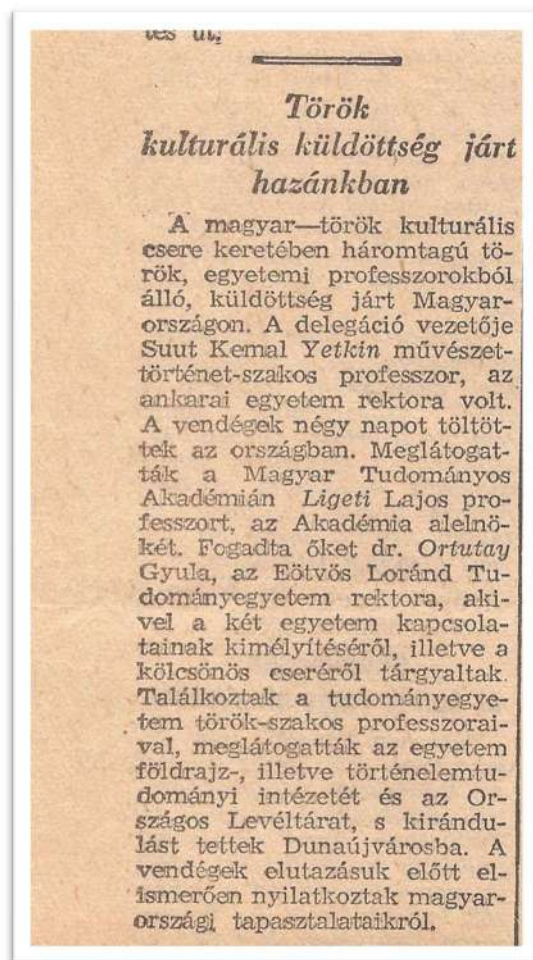 tés út,
Török
kulturális küldöttség járt
hazánkban
A magyar—török kulturális
csere keretében háromtagú tö-
rök, egyetemi professzorokból
álló, küldöttség járt Magyar-
országon. A delegáció vezetője
Suut Kemal Yetkin művészet-
történet-szakos professzor, az
ankarai egyetem rektora volt.
A vendégek négy napot töltöt-
tek az országban. Meglátogat-
ták a Magyar Tudományos
Akadémián Ligeti Lajos pro-
fesszort, az Akadémia alelnö-
két. Fogadta őket dr. Ortutay
Gyula, az Eötvös Loránd Tu-
dományegyetem rektora, aki-
vel a két egyetem kapcsola-
tainak kimélyítéséről, illetve a
kölcsönös cseréről tárgyaltak.
Találkoztak a tudományegye-
tem török-szakos professzorai-
val, meglátogatták az egyetem
földrajz-, illetve történelemtu-
dományi intézetét és az Or-
szágos Levéltárat, s kirándu-
lást tettek Dunaújvárosba. A
vendégek elutazásuk előtt el-
ismerően nyilatkoztak magyar-
országi tapasztalataikról.